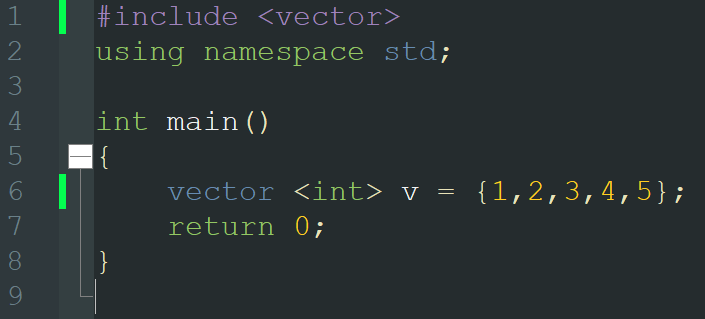 1 #include <vector>
2 using namespace std;
3
4 int main()
5 {
6 vector <int> v = {1,2,3,4,5};
7 return 0;
8 }
9